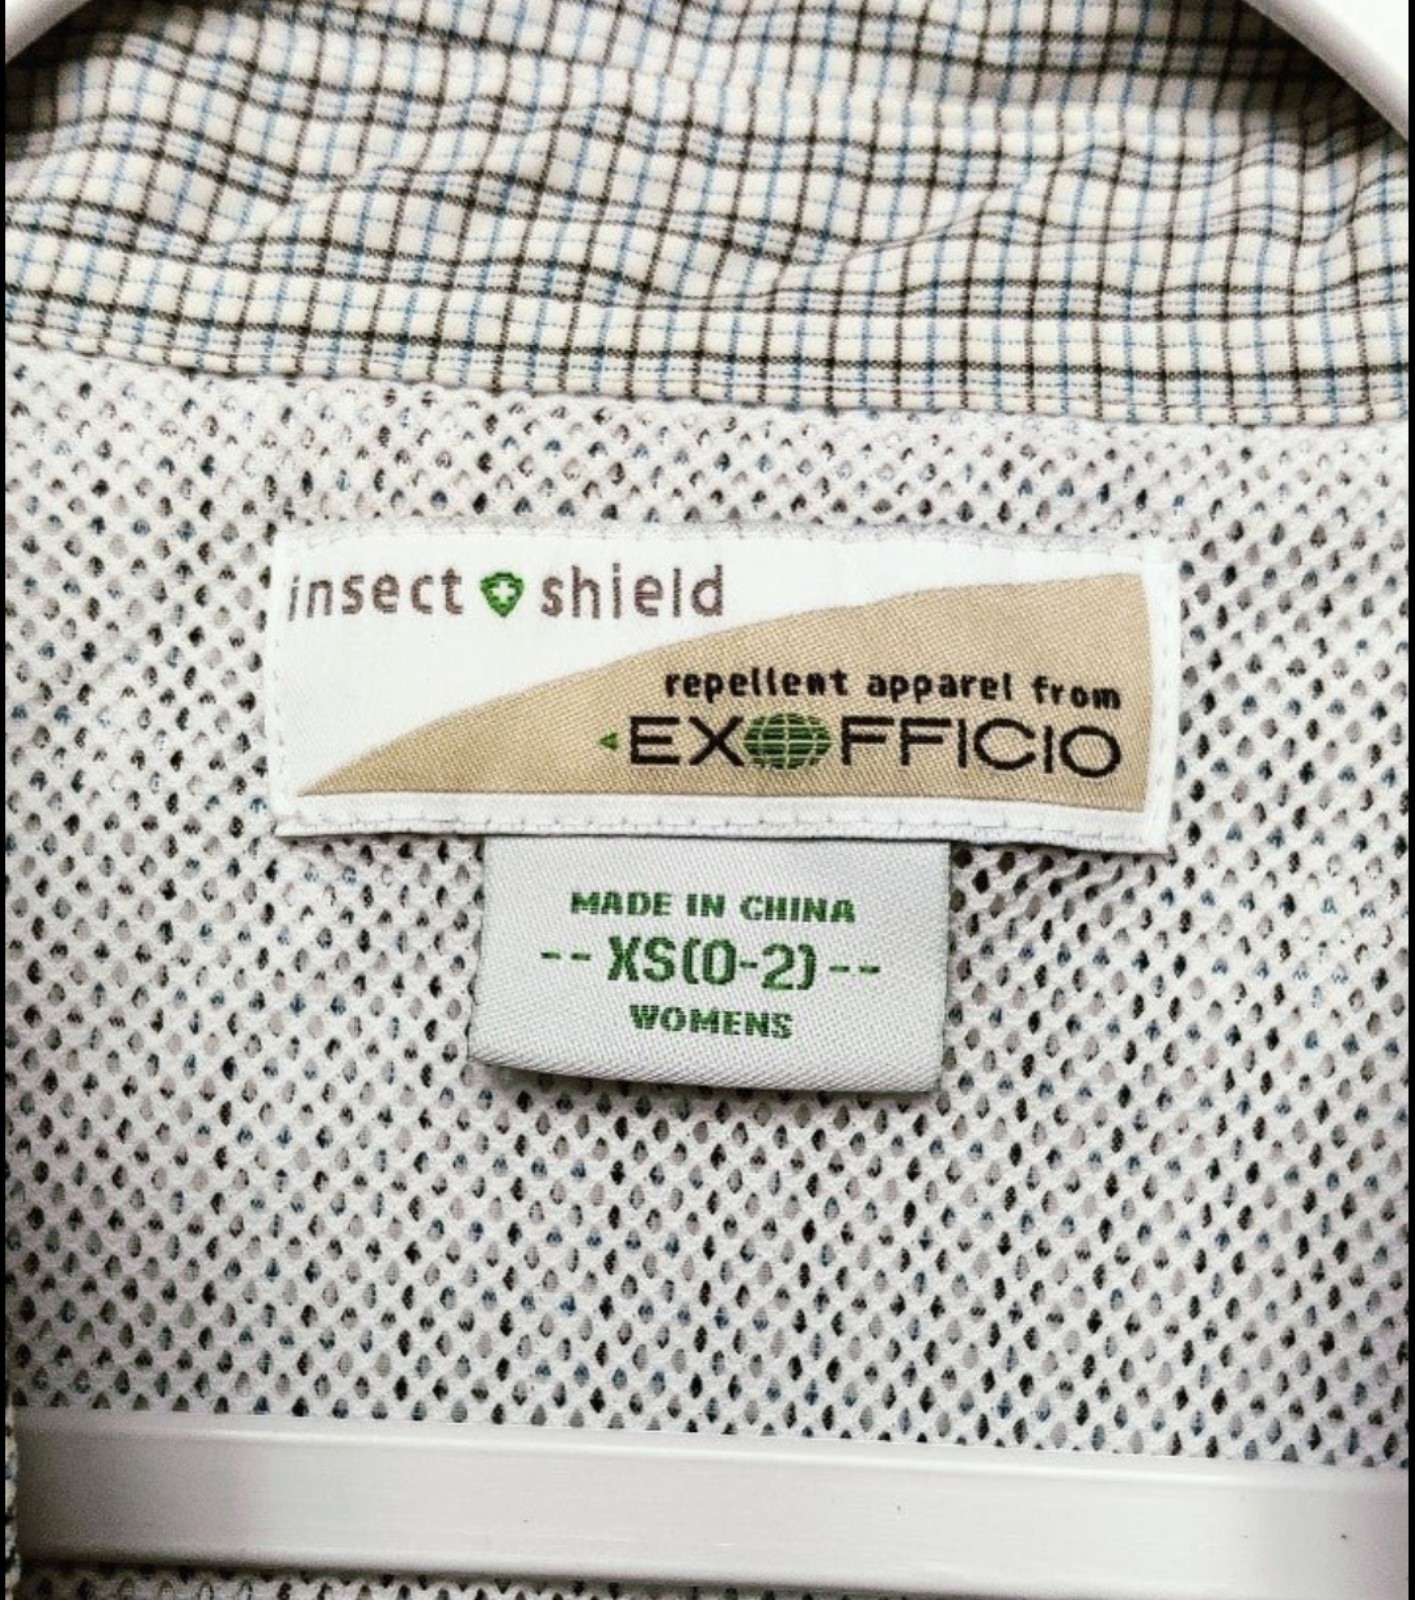 insect shield
repellent apparel from
EXOFFICIO
MADE IN CHINA
-- XS(0-2) --
WOMENS